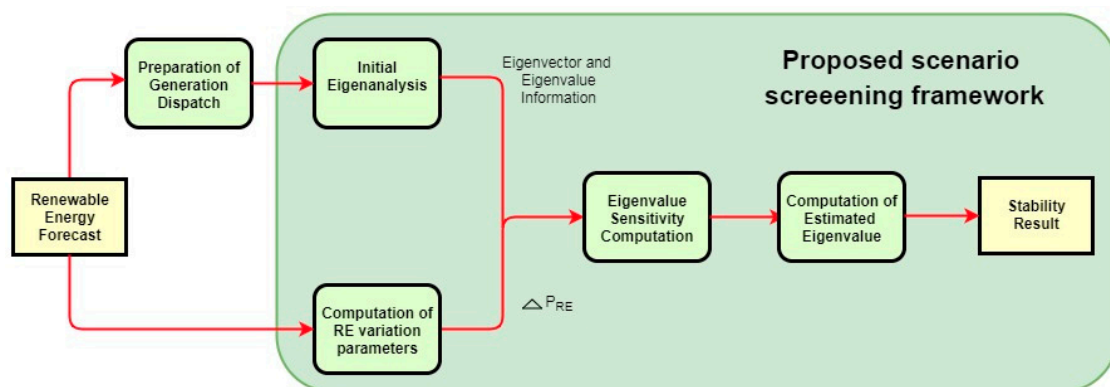 Preparation of
Generation
Dispatch
Initial
Eigenanalysis
Eigenvector and
Eigenvalue
Information
Proposed scenario
screeening framework
Renewable
Energy
Forecast
Eigenvalue
Sensitivity
Computation
Computation of
Estimated
Eigenvalue
Stability
Result
Computation of
RE variation
parameters
△ PRE